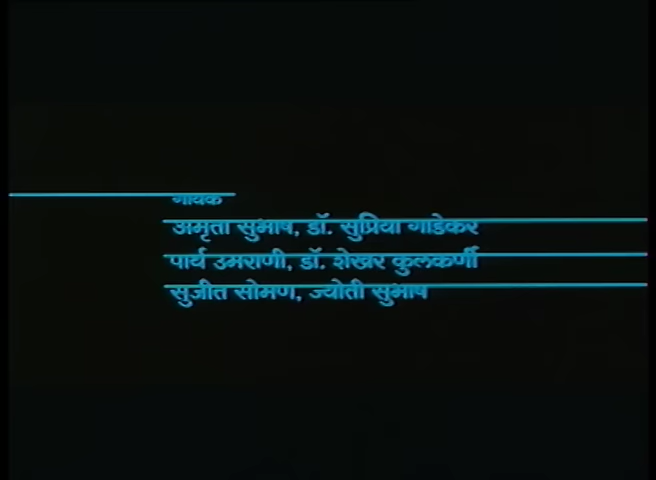 गायक
अमृता सुभाष, डॉ. सुप्रिया गाडेकर
पार्थ उमराणी, डॉ. शेखर कुलकर्णी
सुजीत सोमण, ज्योती सुभाष